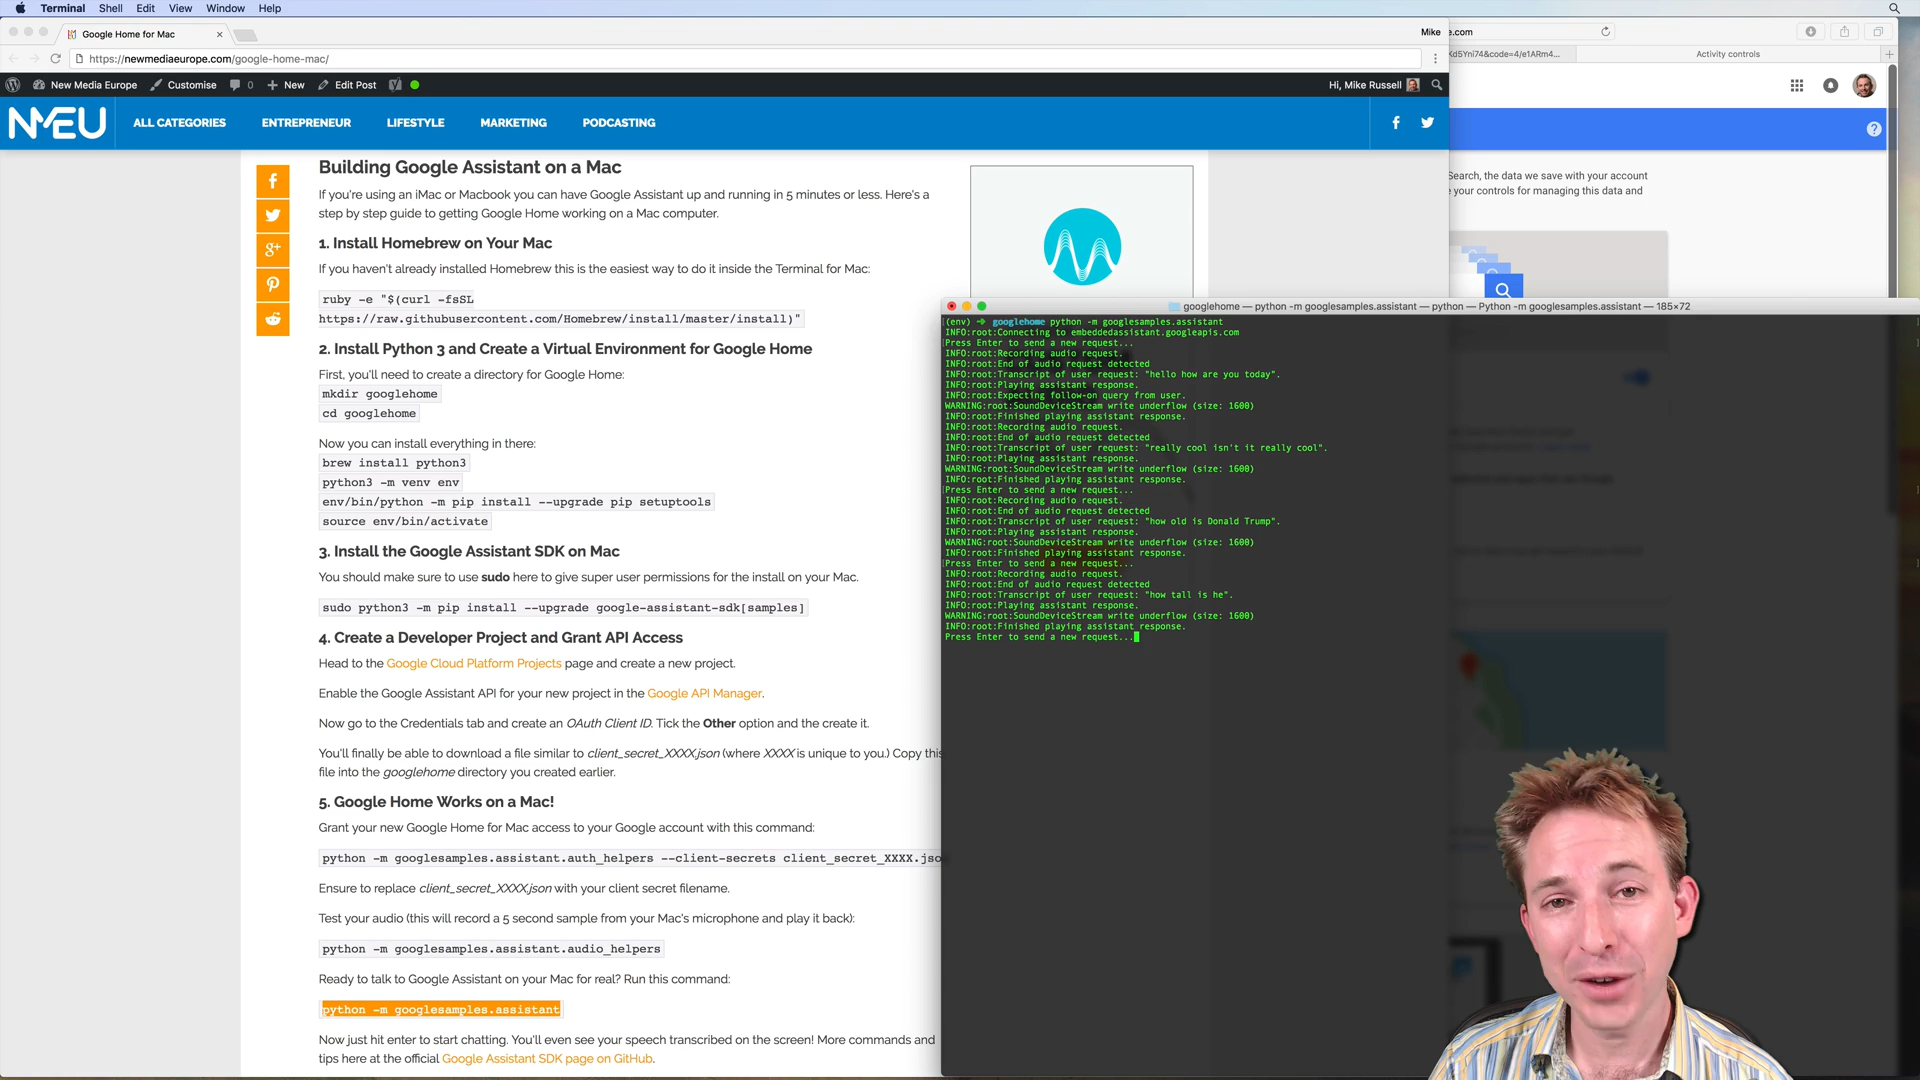 Terminal Shell Edit View Window Help
Google Home for Mac
Mike
https://newmediaeurope.com/google-home-mac/
New Media Europe Customise 0 New Edit Post
Hi, Mike Russell
NMEU ALL CATEGORIES ENTREPRENEUR LIFESTYLE MARKETING PODCASTING
Building Google Assistant on a Mac
If you're using an iMac or Macbook you can have Google Assistant up and running in 5 minutes or less. Here's a
step by step guide to getting Google Home working on a Mac computer.
1. Install Homebrew on Your Mac
If you haven't already installed Homebrew this is the easiest way to do it inside the Terminal for Mac:
ruby -e "$(curl -fsSL
https://raw.githubusercontent.com/Homebrew/install/master/install)"
2. Install Python 3 and Create a Virtual Environment for Google Home
First, you'll need to create a directory for Google Home:
mkdir googlehome
cd googlehome
Now you can install everything in there:
brew install python3
python3 -m venv env
env/bin/python -m pip install --upgrade pip setuptools
source env/bin/activate
3. Install the Google Assistant SDK on Mac
You should make sure to use sudo here to give super user permissions for the install on your Mac.
sudo python3 -m pip install --upgrade google-assistant-sdk[samples]
4. Create a Developer Project and Grant API Access
Head to the Google Cloud Platform Projects page and create a new project.
Enable the Google Assistant API for your new project in the Google API Manager.
Now go to the Credentials tab and create an OAuth Client ID. Tick the Other option and the create it.
You'll finally be able to download a file similar to client_secret_XXXX.json (where XXXX is unique to you.) Copy this
file into the googlehome directory you created earlier.
5. Google Home Works on a Mac!
Grant your new Google Home for Mac access to your Google account with this command:
python -m googlesamples.assistant.auth_helpers --client-secrets client_secret_XXXX.jso
Ensure to replace client_secret_XXXX.json with your client secret filename.
Test your audio (this will record a 5 second sample from your Mac's microphone and play it back):
python -m googlesamples.assistant.audio_helpers
Ready to talk to Google Assistant on your Mac for real? Run this command:
python -m googlesamples.assistant
Now just hit enter to start chatting. You'll even see your speech transcribed on the screen! More commands and
tips here at the official Google Assistant SDK page on GitHub.
e.com
Kd5Yni74&code=4/e1ARm4...
Activity controls
Search, the data we save with your account
your controls for managing this data and
googlehome — python -m googlesamples.assistant — python — Python -m googlesamples.assistant — 185×72
(env) ➜ googlehome python -m googlesamples.assistant
INFO:root:Connecting to embeddedassistant.googleapis.com
Press Enter to send a new request...
INFO:root:Recording audio request.
INFO:root:End of audio request detected
INFO:root:Transcript of user request: "hello how are you today".
INFO:root:Playing assistant response.
INFO:root:Expecting follow-on query from user.
WARNING:root:SoundDeviceStream write underflow (size: 1600)
INFO:root:Finished playing assistant response.
INFO:root:Recording audio request.
INFO:root:End of audio request detected
INFO:root:Transcript of user request: "really cool isn't it really cool".
INFO:root:Playing assistant response.
WARNING:root:SoundDeviceStream write underflow (size: 1600)
INFO:root:Finished playing assistant response.
Press Enter to send a new request...
INFO:root:Recording audio request.
INFO:root:End of audio request detected
INFO:root:Transcript of user request: "how old is Donald Trump".
INFO:root:Playing assistant response.
WARNING:root:SoundDeviceStream write underflow (size: 1600)
INFO:root:Finished playing assistant response.
Press Enter to send a new request...
INFO:root:Recording audio request.
INFO:root:End of audio request detected
INFO:root:Transcript of user request: "how tall is he".
INFO:root:Playing assistant response.
WARNING:root:SoundDeviceStream write underflow (size: 1600)
INFO:root:Finished playing assistant response.
Press Enter to send a new request...